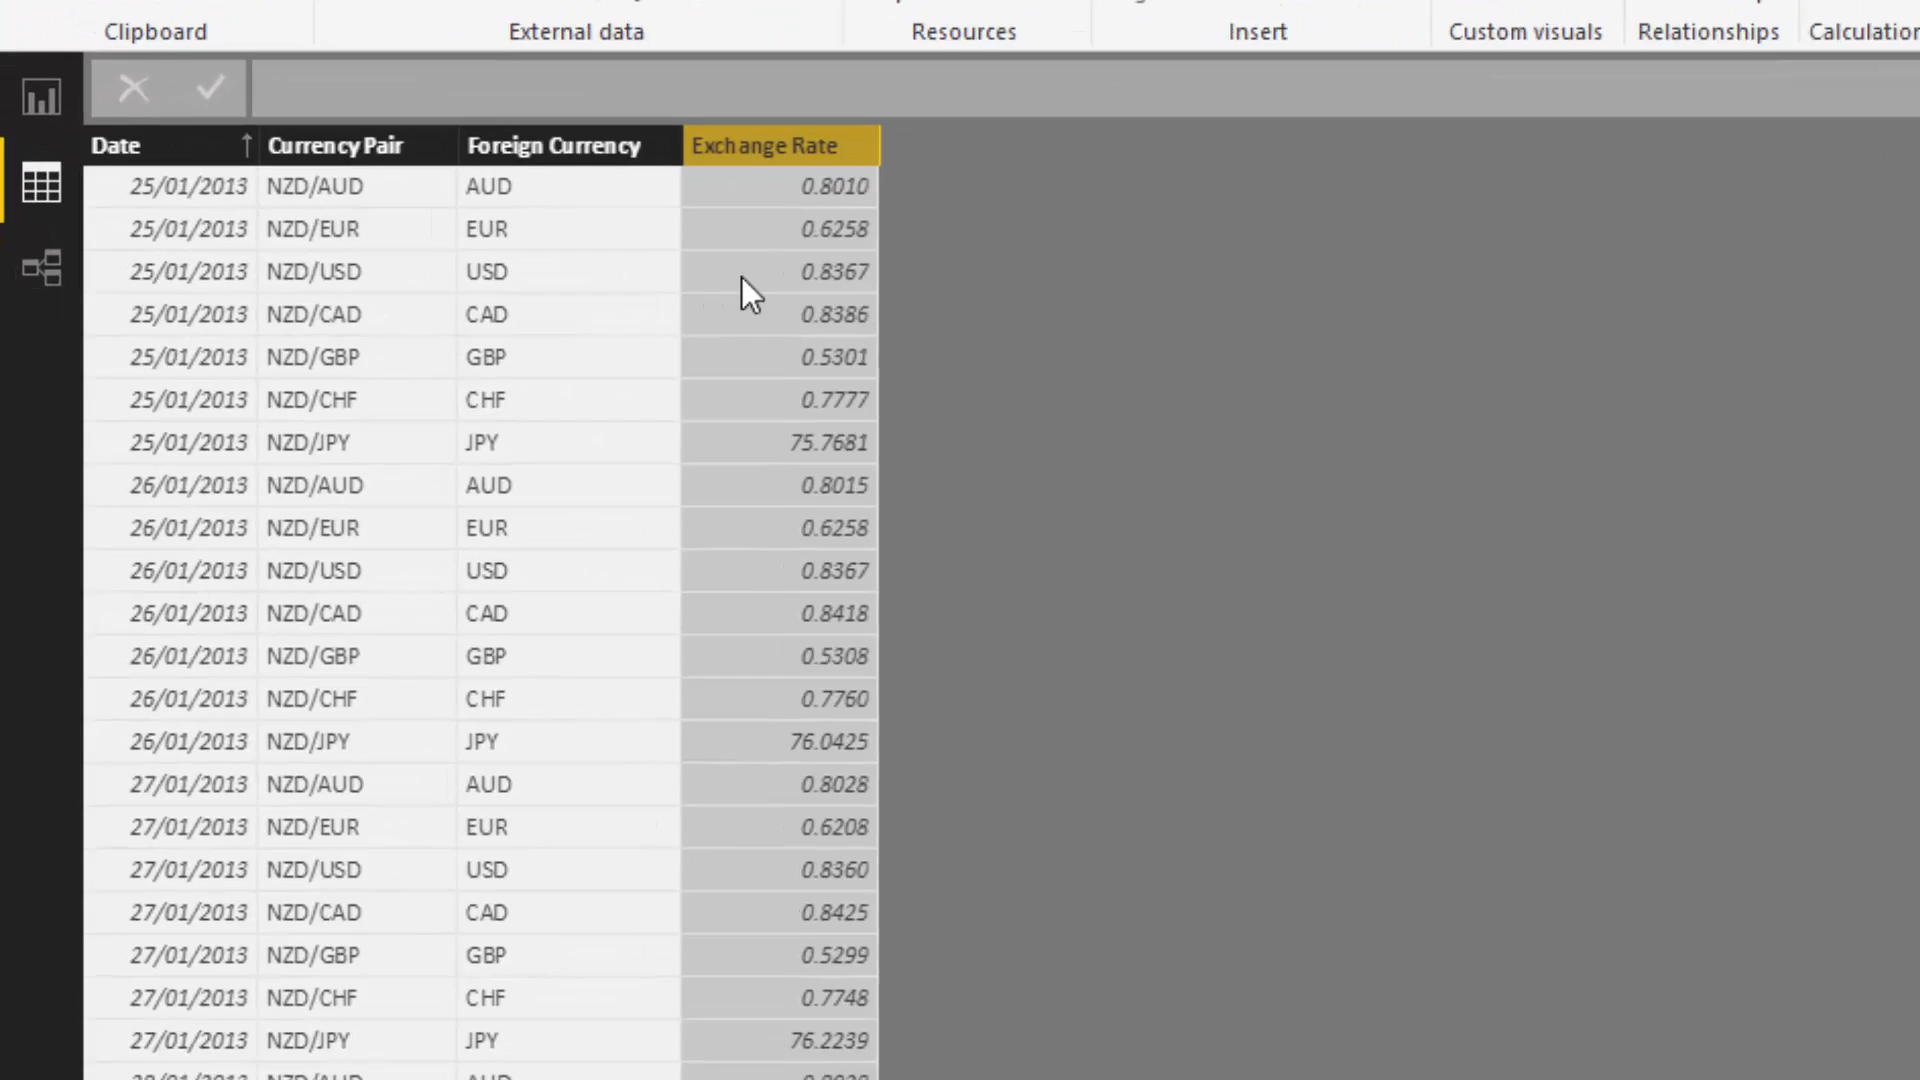 Clipboard External data Resources Insert Custom visuals Relationships
Date Currency Pair Foreign Currency Exchange Rate
25/01/2013 NZD/AUD AUD 0.8010
25/01/2013 NZD/EUR EUR 0.6258
25/01/2013 NZD/USD USD 0.8367
25/01/2013 NZD/CAD CAD 0.8386
25/01/2013 NZD/GBP GBP 0.5301
25/01/2013 NZD/CHF CHF 0.7777
25/01/2013 NZD/JPY JPY 75.7681
26/01/2013 NZD/AUD AUD 0.8015
26/01/2013 NZD/EUR EUR 0.6258
26/01/2013 NZD/USD USD 0.8367
26/01/2013 NZD/CAD CAD 0.8418
26/01/2013 NZD/GBP GBP 0.5308
26/01/2013 NZD/CHF CHF 0.7760
26/01/2013 NZD/JPY JPY 76.0425
27/01/2013 NZD/AUD AUD 0.8028
27/01/2013 NZD/EUR EUR 0.6208
27/01/2013 NZD/USD USD 0.8360
27/01/2013 NZD/CAD CAD 0.8425
27/01/2013 NZD/GBP GBP 0.5299
27/01/2013 NZD/CHF CHF 0.7748
27/01/2013 NZD/JPY JPY 76.2239